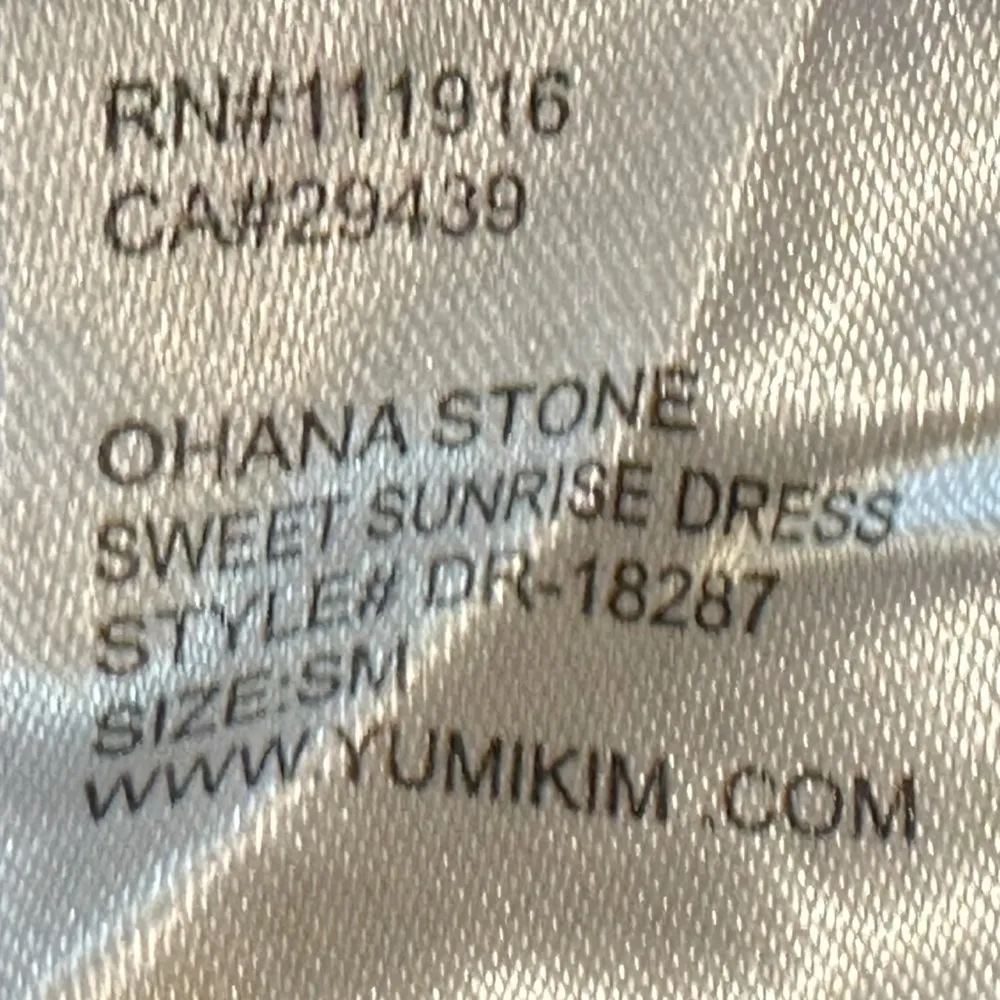 RN#111916
CA#29439
OHANA STONE
SWEET SUNRISE DRESS
STYLE# DR-18287
SIZE:SM
WWW.YUMIKIM.COM